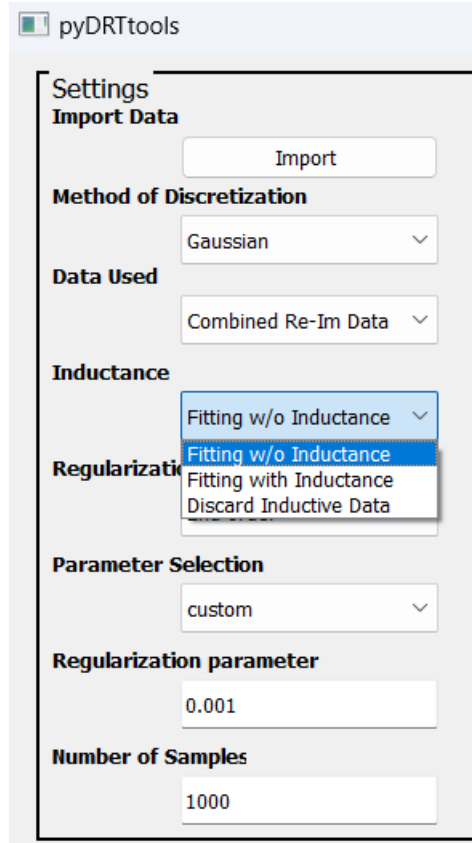 pyDRTtools
Settings
Import Data
Import
Method of Discretization
Gaussian
Data Used
Combined Re-Im Data
Inductance
Fitting w/o Inductance
Fitting w/o Inductance
Fitting with Inductance
Discard Inductive Data
Parameter Selection
custom
Regularization parameter
0.001
Number of Samples
1000